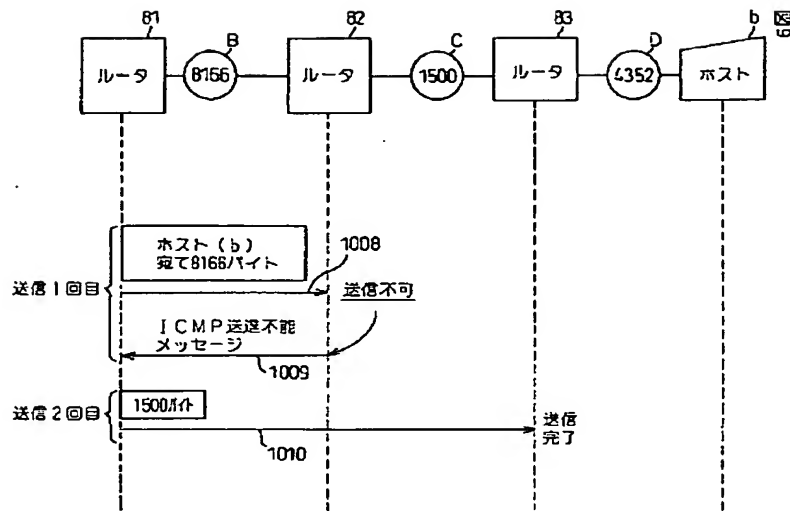 81
B
82
C
83
D
b
図6
ルータ
8166
ルータ
1500
ルータ
4352
ホスト
ホスト(b)
宛て8166バイト
1008
送信1回目
送信不可
ICMP送達不能
メッセージ
1009
送信2回目
1500バイト
1010
送信
完了